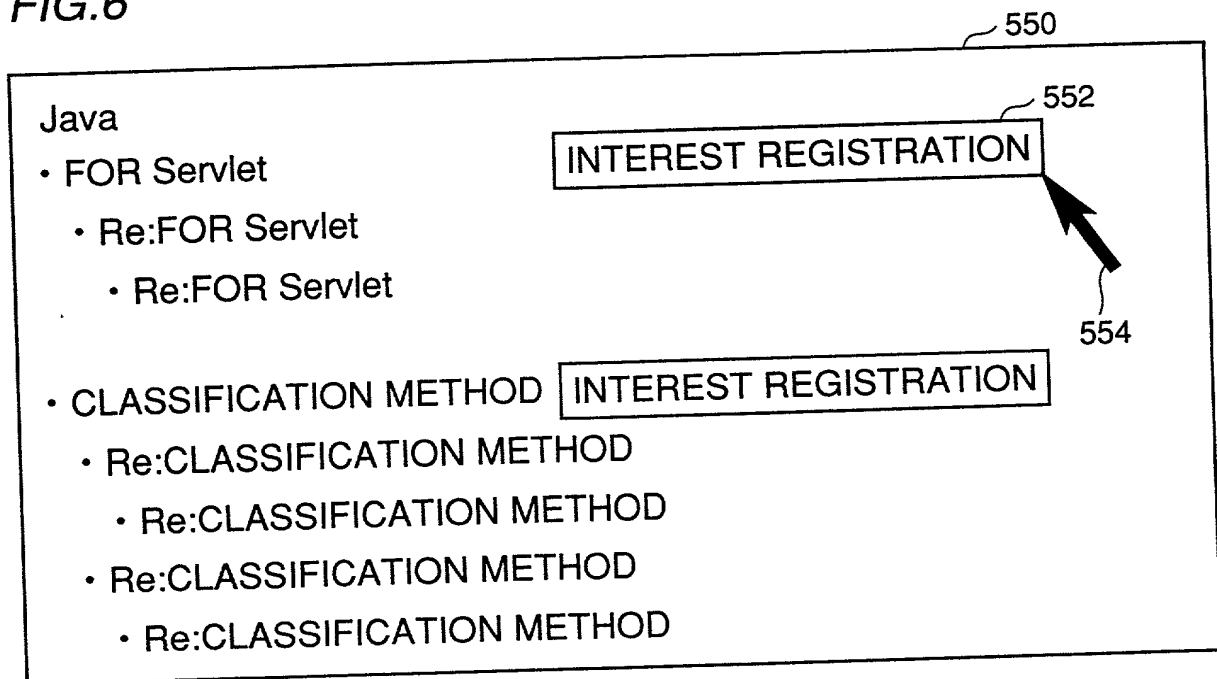 FIG.6
550
552
Java
INTEREST REGISTRATION
· FOR Servlet
· Re:FOR Servlet
· Re:FOR Servlet
554
· CLASSIFICATION METHOD INTEREST REGISTRATION
· Re:CLASSIFICATION METHOD
· Re:CLASSIFICATION METHOD
· Re:CLASSIFICATION METHOD
· Re:CLASSIFICATION METHOD